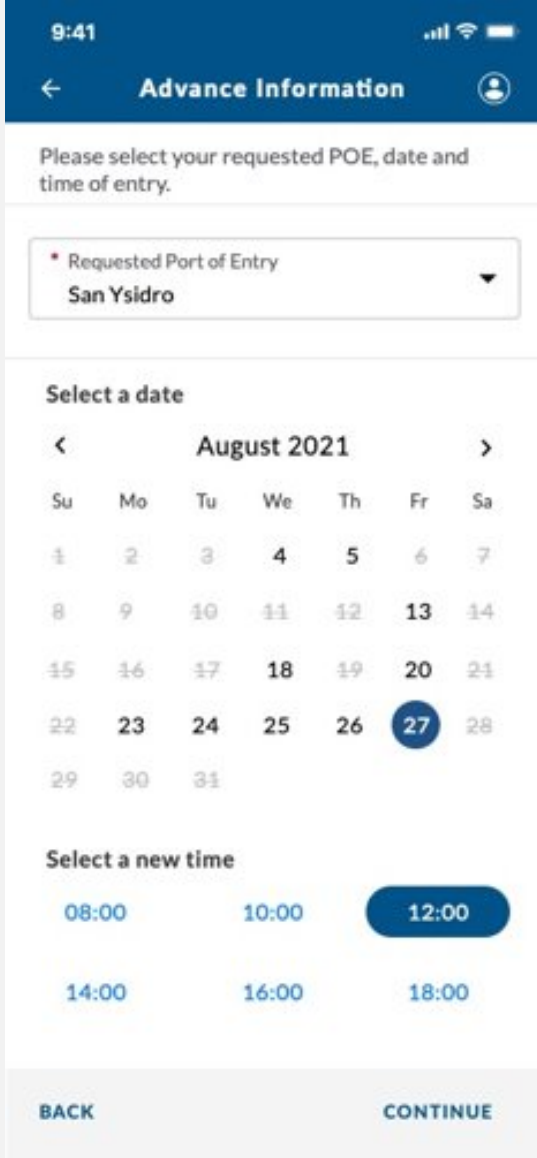 9:41
Advance Information
Please select your requested POE, date and
time of entry.
* Requested Port of Entry
San Ysidro
Select a date
August 2021
Su Mo Tu We Th Fr Sa
1 2 3 4 5 6 7
8 9 10 11 12 13 14
15 16 17 18 19 20 21
22 23 24 25 26 27 28
29 30 31
Select a new time
08:00 10:00 12:00
14:00 16:00 18:00
BACK CONTINUE